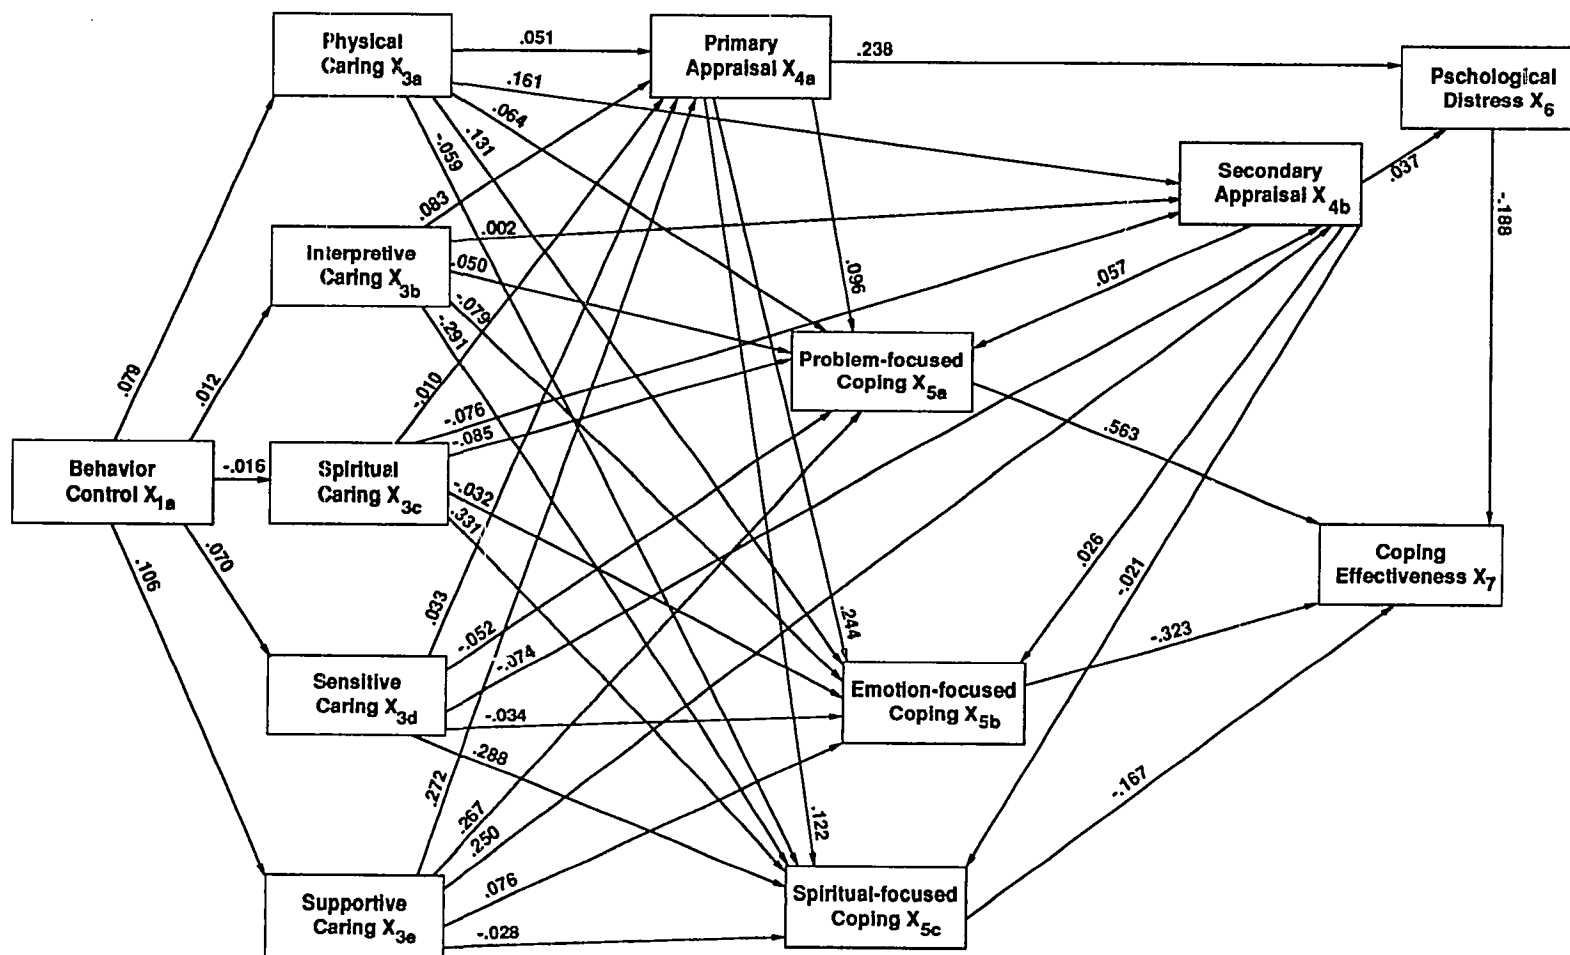 Physical
Caring X3a
.051
Primary
Appraisal X4a
.238
Pschological
Distress X6
.161
.064
.131
-.059
Secondary
Appraisal X4b
.037
-.188
.083
Interpretive
Caring X3b
.002
.050
-.079
-.291
.096
.057
Problem-focused
Coping X5a
.079
.012
-.010
-.076
-.085
.563
Behavior
Control X1a
-.016
Spiritual
Caring X3c
-.032
.331
.026
-.021
Coping
Effectiveness X7
.106
.070
.033
-.052
-.074
.244
-.323
Sensitive
Caring X3d
-.034
Emotion-focused
Coping X5b
.288
.272
.267
.250
.122
-.167
.076
Supportive
Caring X3e
-.028
Spiritual-focused
Coping X5c